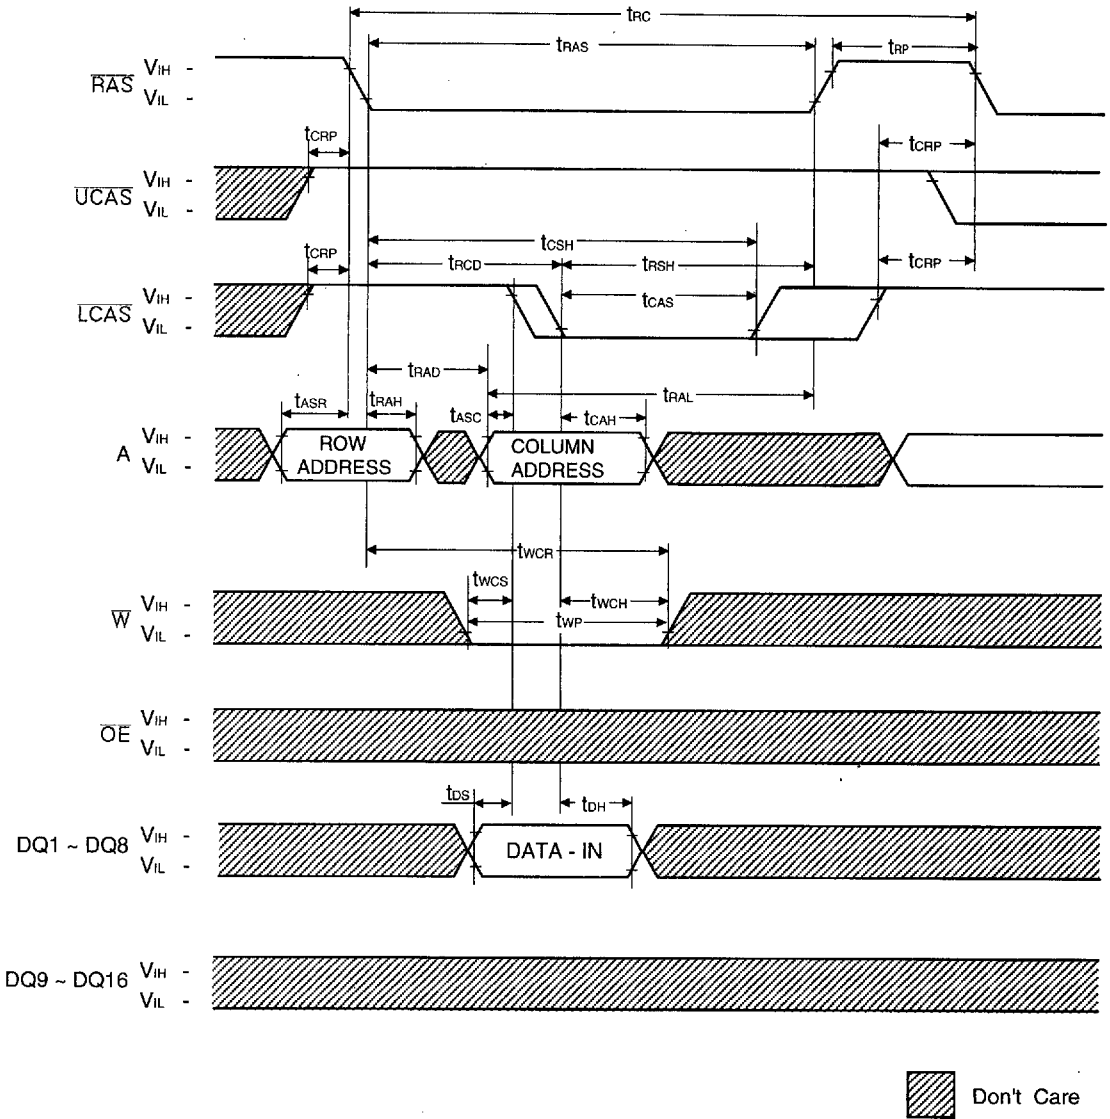 tRC
tRAS
tRP
RAS VIH -
VIL -
tCRP
tCRP
UCAS VIH -
VIL -
tCSH
tCRP
tRCD
tRSH
tCRP
LCAS VIH -
VIL -
tCAS
tRAD
tRAL
tASR
tRAH
tASC
tCAH
A VIH -
VIL -
ROW
ADDRESS
COLUMN
ADDRESS
tWCR
tWCS
tWCH
W VIH -
VIL -
tWP
OE VIH -
VIL -
tDS
tDH
DQ1 ~ DQ8 VIH -
VIL -
DATA - IN
DQ9 ~ DQ16 VIH -
VIL -
Don't Care